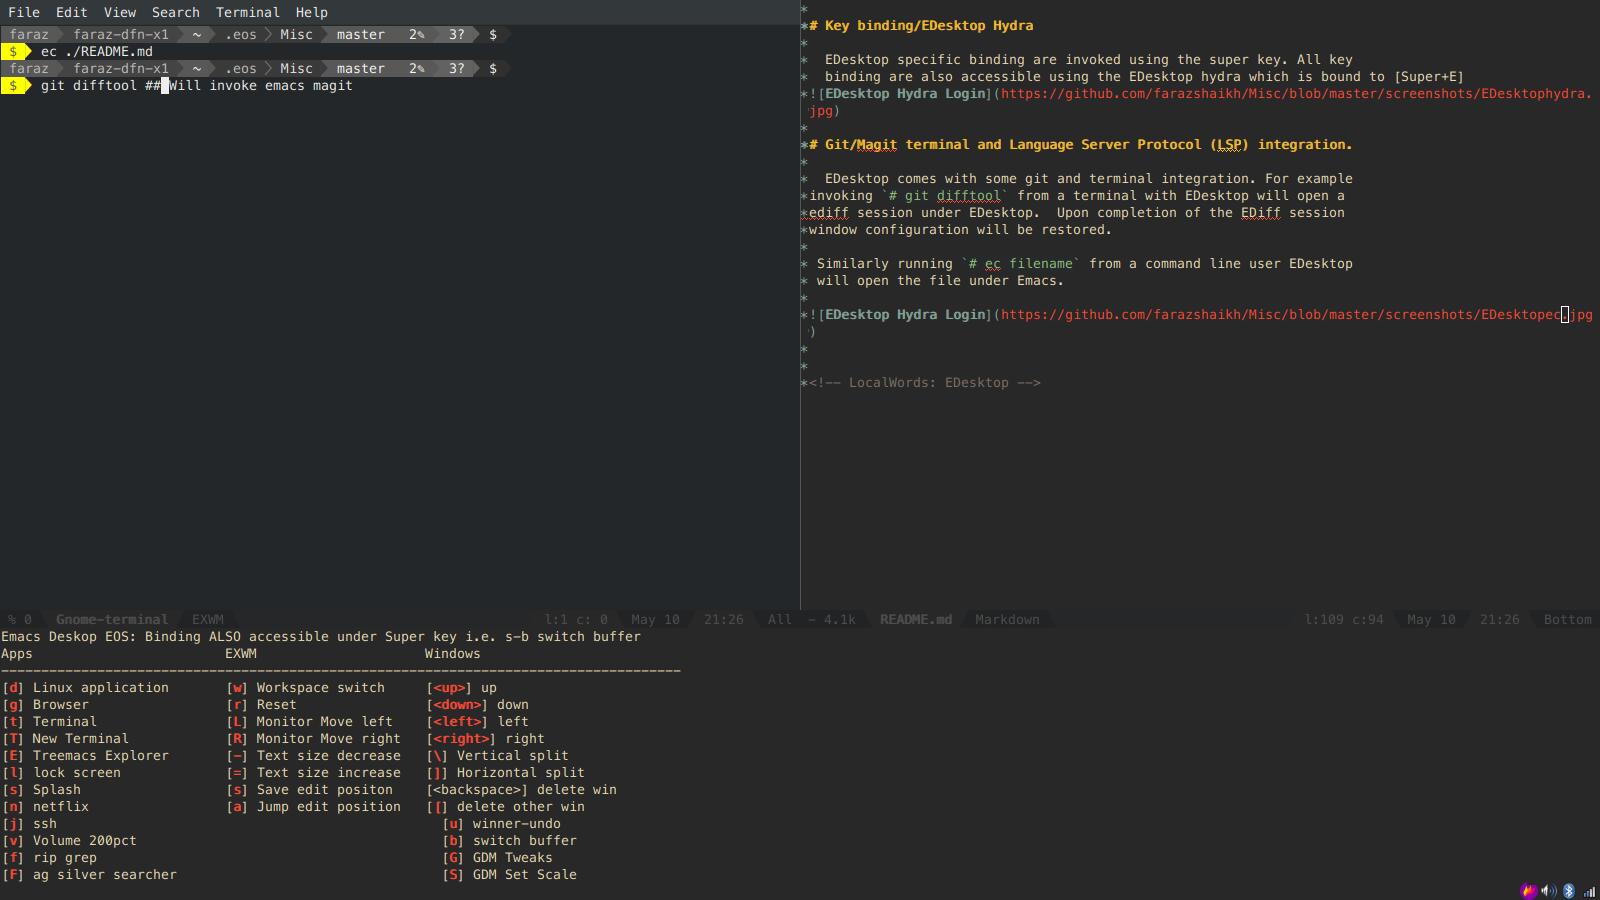 File Edit View Search Terminal Help
faraz faraz-dfn-x1 ~ .eos Misc master 2✎ 3? $
$ ec ./README.md
faraz faraz-dfn-x1 ~ .eos Misc master 2✎ 3? $
$ git difftool ## Will invoke emacs magit
% 0 Gnome-terminal EXWM l:1 c: 0 May 10 21:26 All
*
*# Key binding/EDesktop Hydra
*
*  EDesktop specific binding are invoked using the super key. All key
*  binding are also accessible using the EDesktop hydra which is bound to [Super+E]
*![EDesktop Hydra Login](https://github.com/farazshaikh/Misc/blob/master/screenshots/EDesktophydra.
jpg)
*
*# Git/Magit terminal and Language Server Protocol (LSP) integration.
*
*  EDesktop comes with some git and terminal integration. For example
*invoking `# git difftool` from a terminal with EDesktop will open a
*ediff session under EDesktop.  Upon completion of the EDiff session
*window configuration will be restored.
*
* Similarly running `# ec filename` from a command line user EDesktop
* will open the file under Emacs.
*
*![EDesktop Hydra Login](https://github.com/farazshaikh/Misc/blob/master/screenshots/EDesktopec.jpg
)
*
*
*<!-- LocalWords: EDesktop -->
- 4.1k README.md Markdown l:109 c:94 May 10 21:26 Bottom
Emacs Deskop EOS: Binding ALSO accessible under Super key i.e. s-b switch buffer
Apps EXWM Windows
[d] Linux application [w] Workspace switch [<up>] up
[g] Browser [r] Reset [<down>] down
[t] Terminal [L] Monitor Move left [<left>] left
[T] New Terminal [R] Monitor Move right [<right>] right
[E] Treemacs Explorer [-] Text size decrease [\] Vertical split
[l] lock screen [=] Text size increase []] Horizontal split
[s] Splash [s] Save edit positon [<backspace>] delete win
[n] netflix [a] Jump edit position [[] delete other win
[j] ssh [u] winner-undo
[v] Volume 200pct [b] switch buffer
[f] rip grep [G] GDM Tweaks
[F] ag silver searcher [S] GDM Set Scale